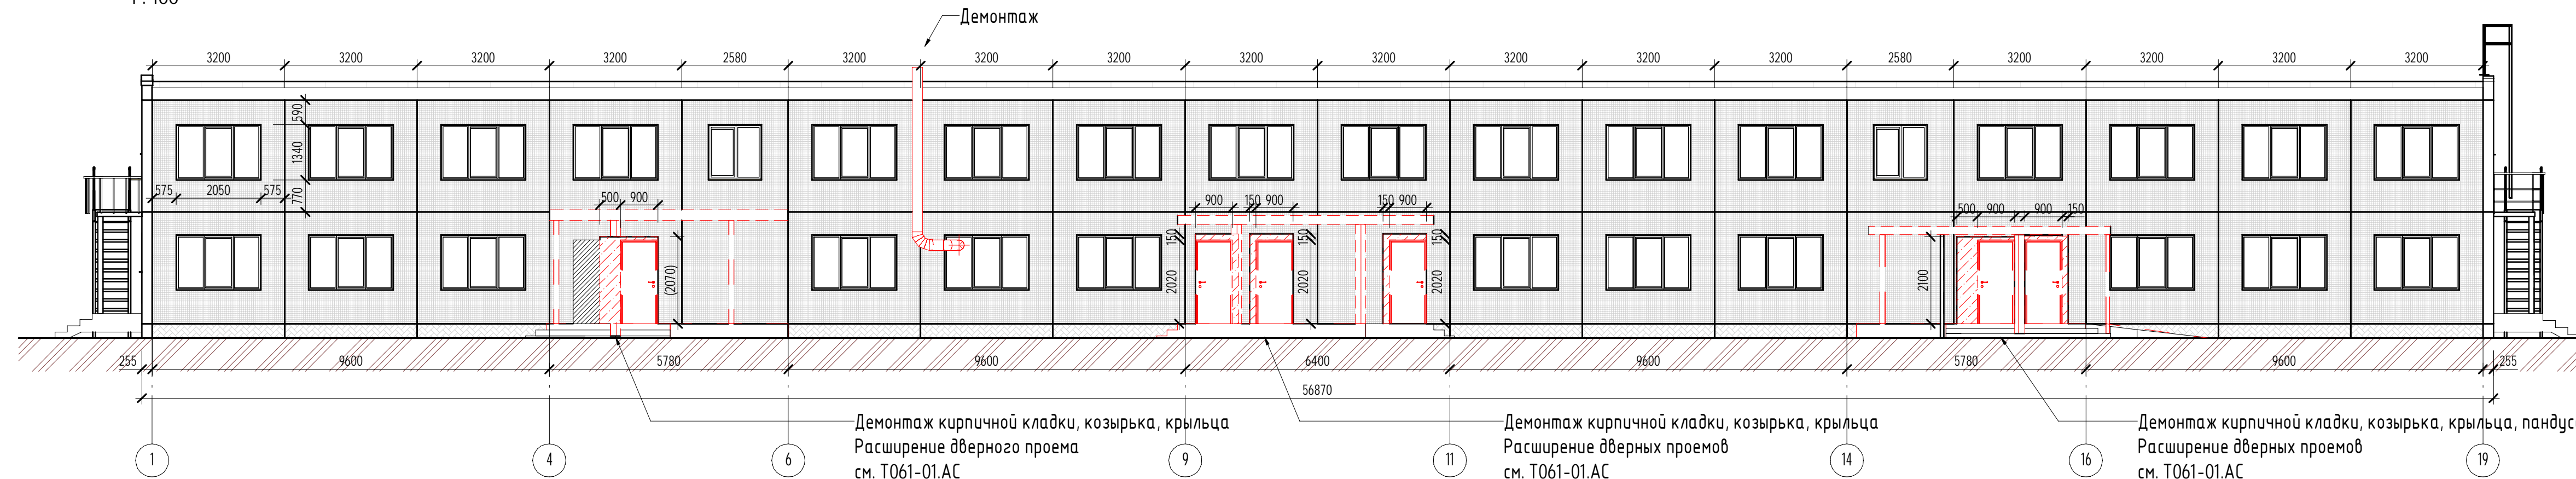 Демонтаж
3200 3200 3200 3200 2580 3200 3200 3200 3200 3200 3200 3200 3200 2580 3200 3200 3200 3200
590
1340
770
575 2050 575
500 900
(2070)
900 150 900 150 900
150 150 150
2020 2020 2020
500 900 900 150
2100
255 9600 5780 9600 6400 9600 5780 9600 255
56870
Демонтаж кирпичной кладки, козырька, крыльца
Расширение дверного проема
см. Т061-01.АС
Демонтаж кирпичной кладки, козырька, крыльца
Расширение дверных проемов
см. Т061-01.АС
Демонтаж кирпичной кладки, козырька, крыльца, пандус
Расширение дверных проемов
см. Т061-01.АС
1 4 6 9 11 14 16 19